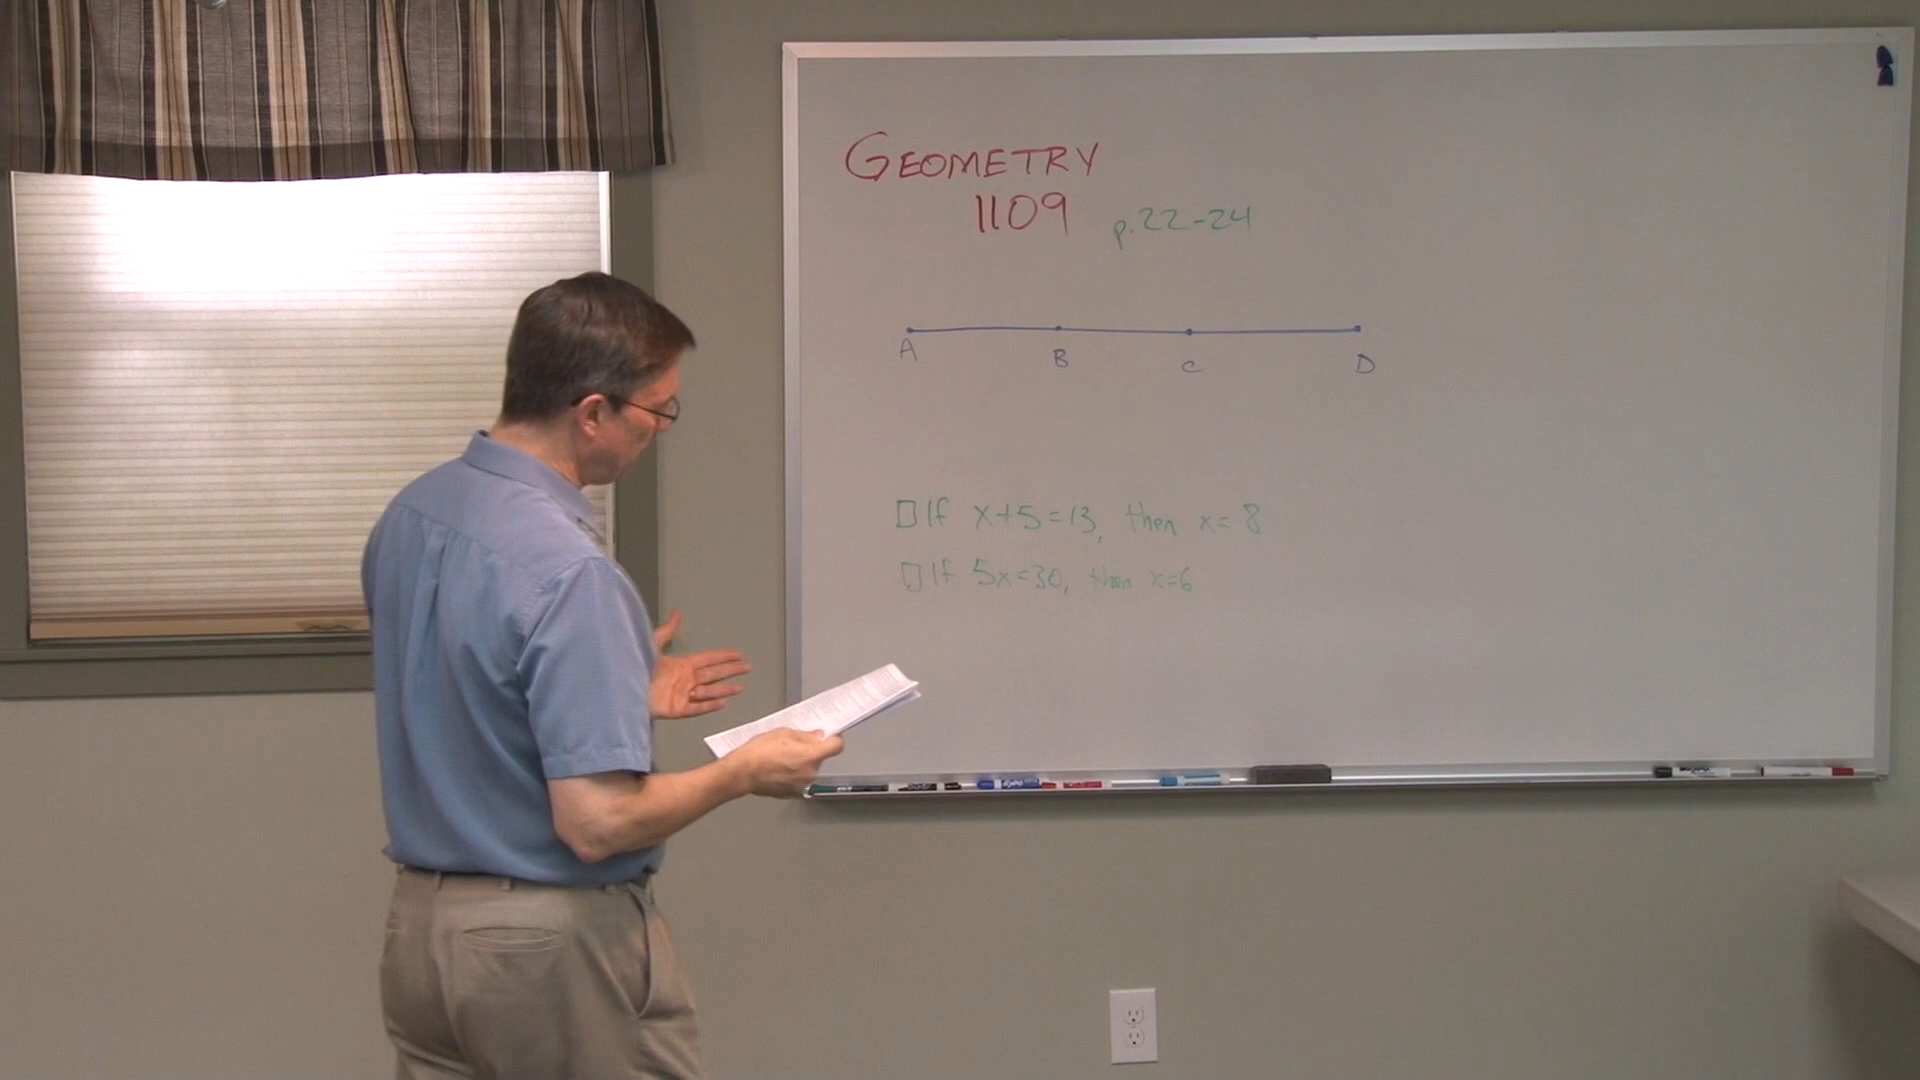 GEOMETRY
1109 p.22-24
A B C D
If x+5=13, then x=8
If 5x=30, then x=6